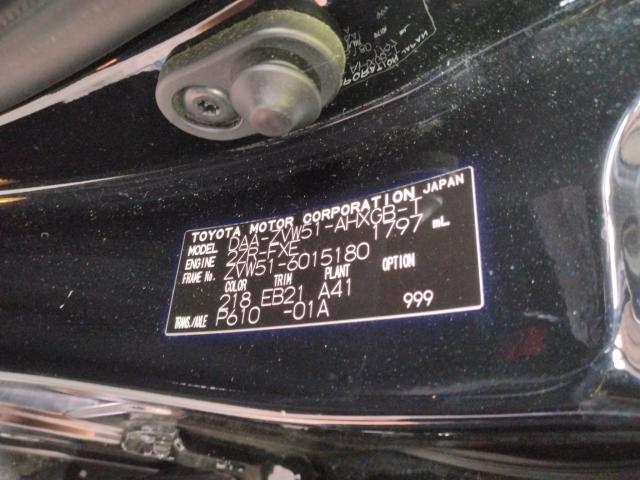 TOYOTA MOTOR CORPORATION JAPAN
MODEL DAA-ZVW51-AHXGB-I
ENGINE 2ZR-FXE 1797 mL
FRAME No. ZVW51-6015180
COLOR TRIM PLANT OPTION
218 EB21 A41
TRANS./AXLE P610 -01A 999